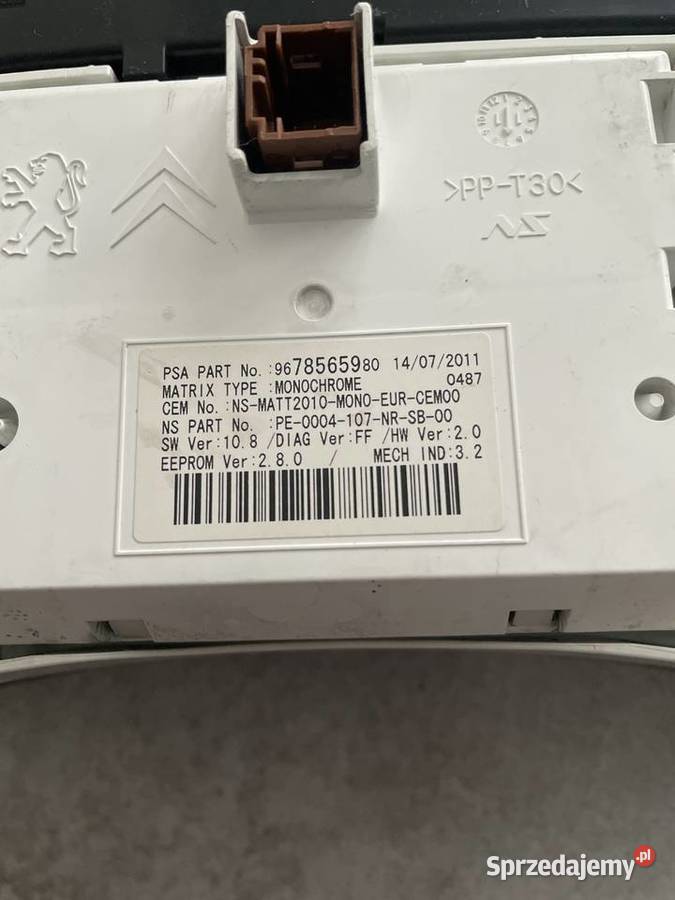 >PP-T30<
NS
PSA PART No. :9678565980 14/07/2011
MATRIX TYPE :MONOCHROME 0487
CEM No. :NS-MATT2010-MONO-EUR-CEM00
NS PART No. :PE-0004-107-NR-SB-00
SW Ver:10.8 /DIAG Ver:FF /HW Ver:2.0
EEPROM Ver:2.8.0 / MECH IND:3.2
Sprzedajemy.pl